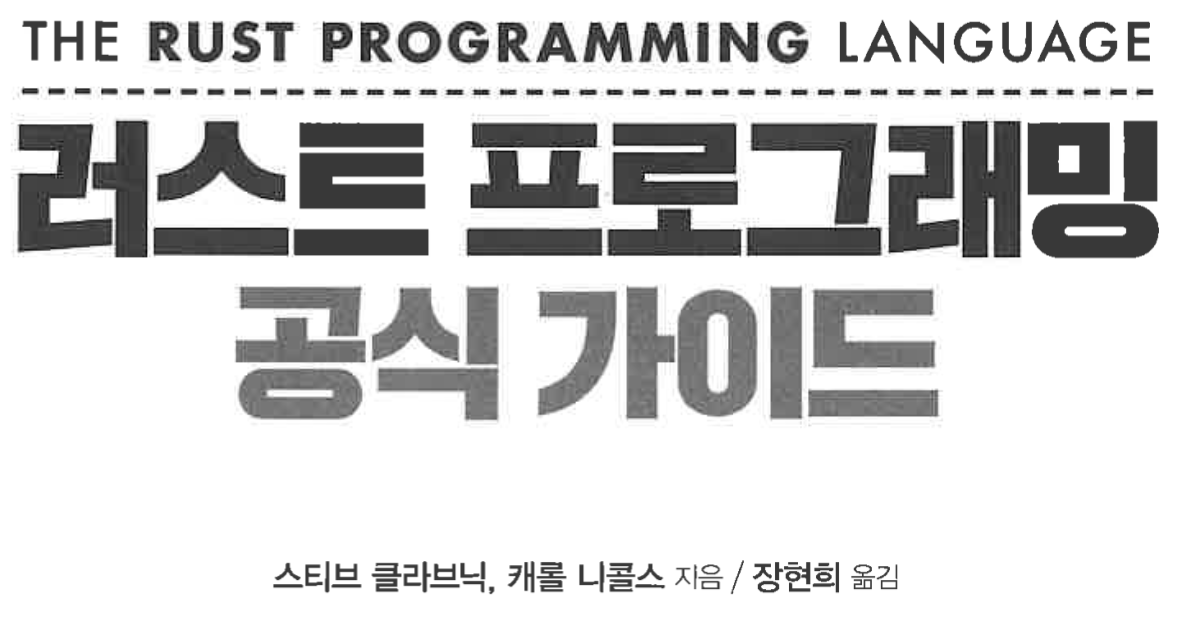 THE RUST PROGRAMMING LANGUAGE
러스트 프로그래밍
공식 가이드
스티브 클라브닉, 캐롤 니콜스 지음 / 장현희 옮김